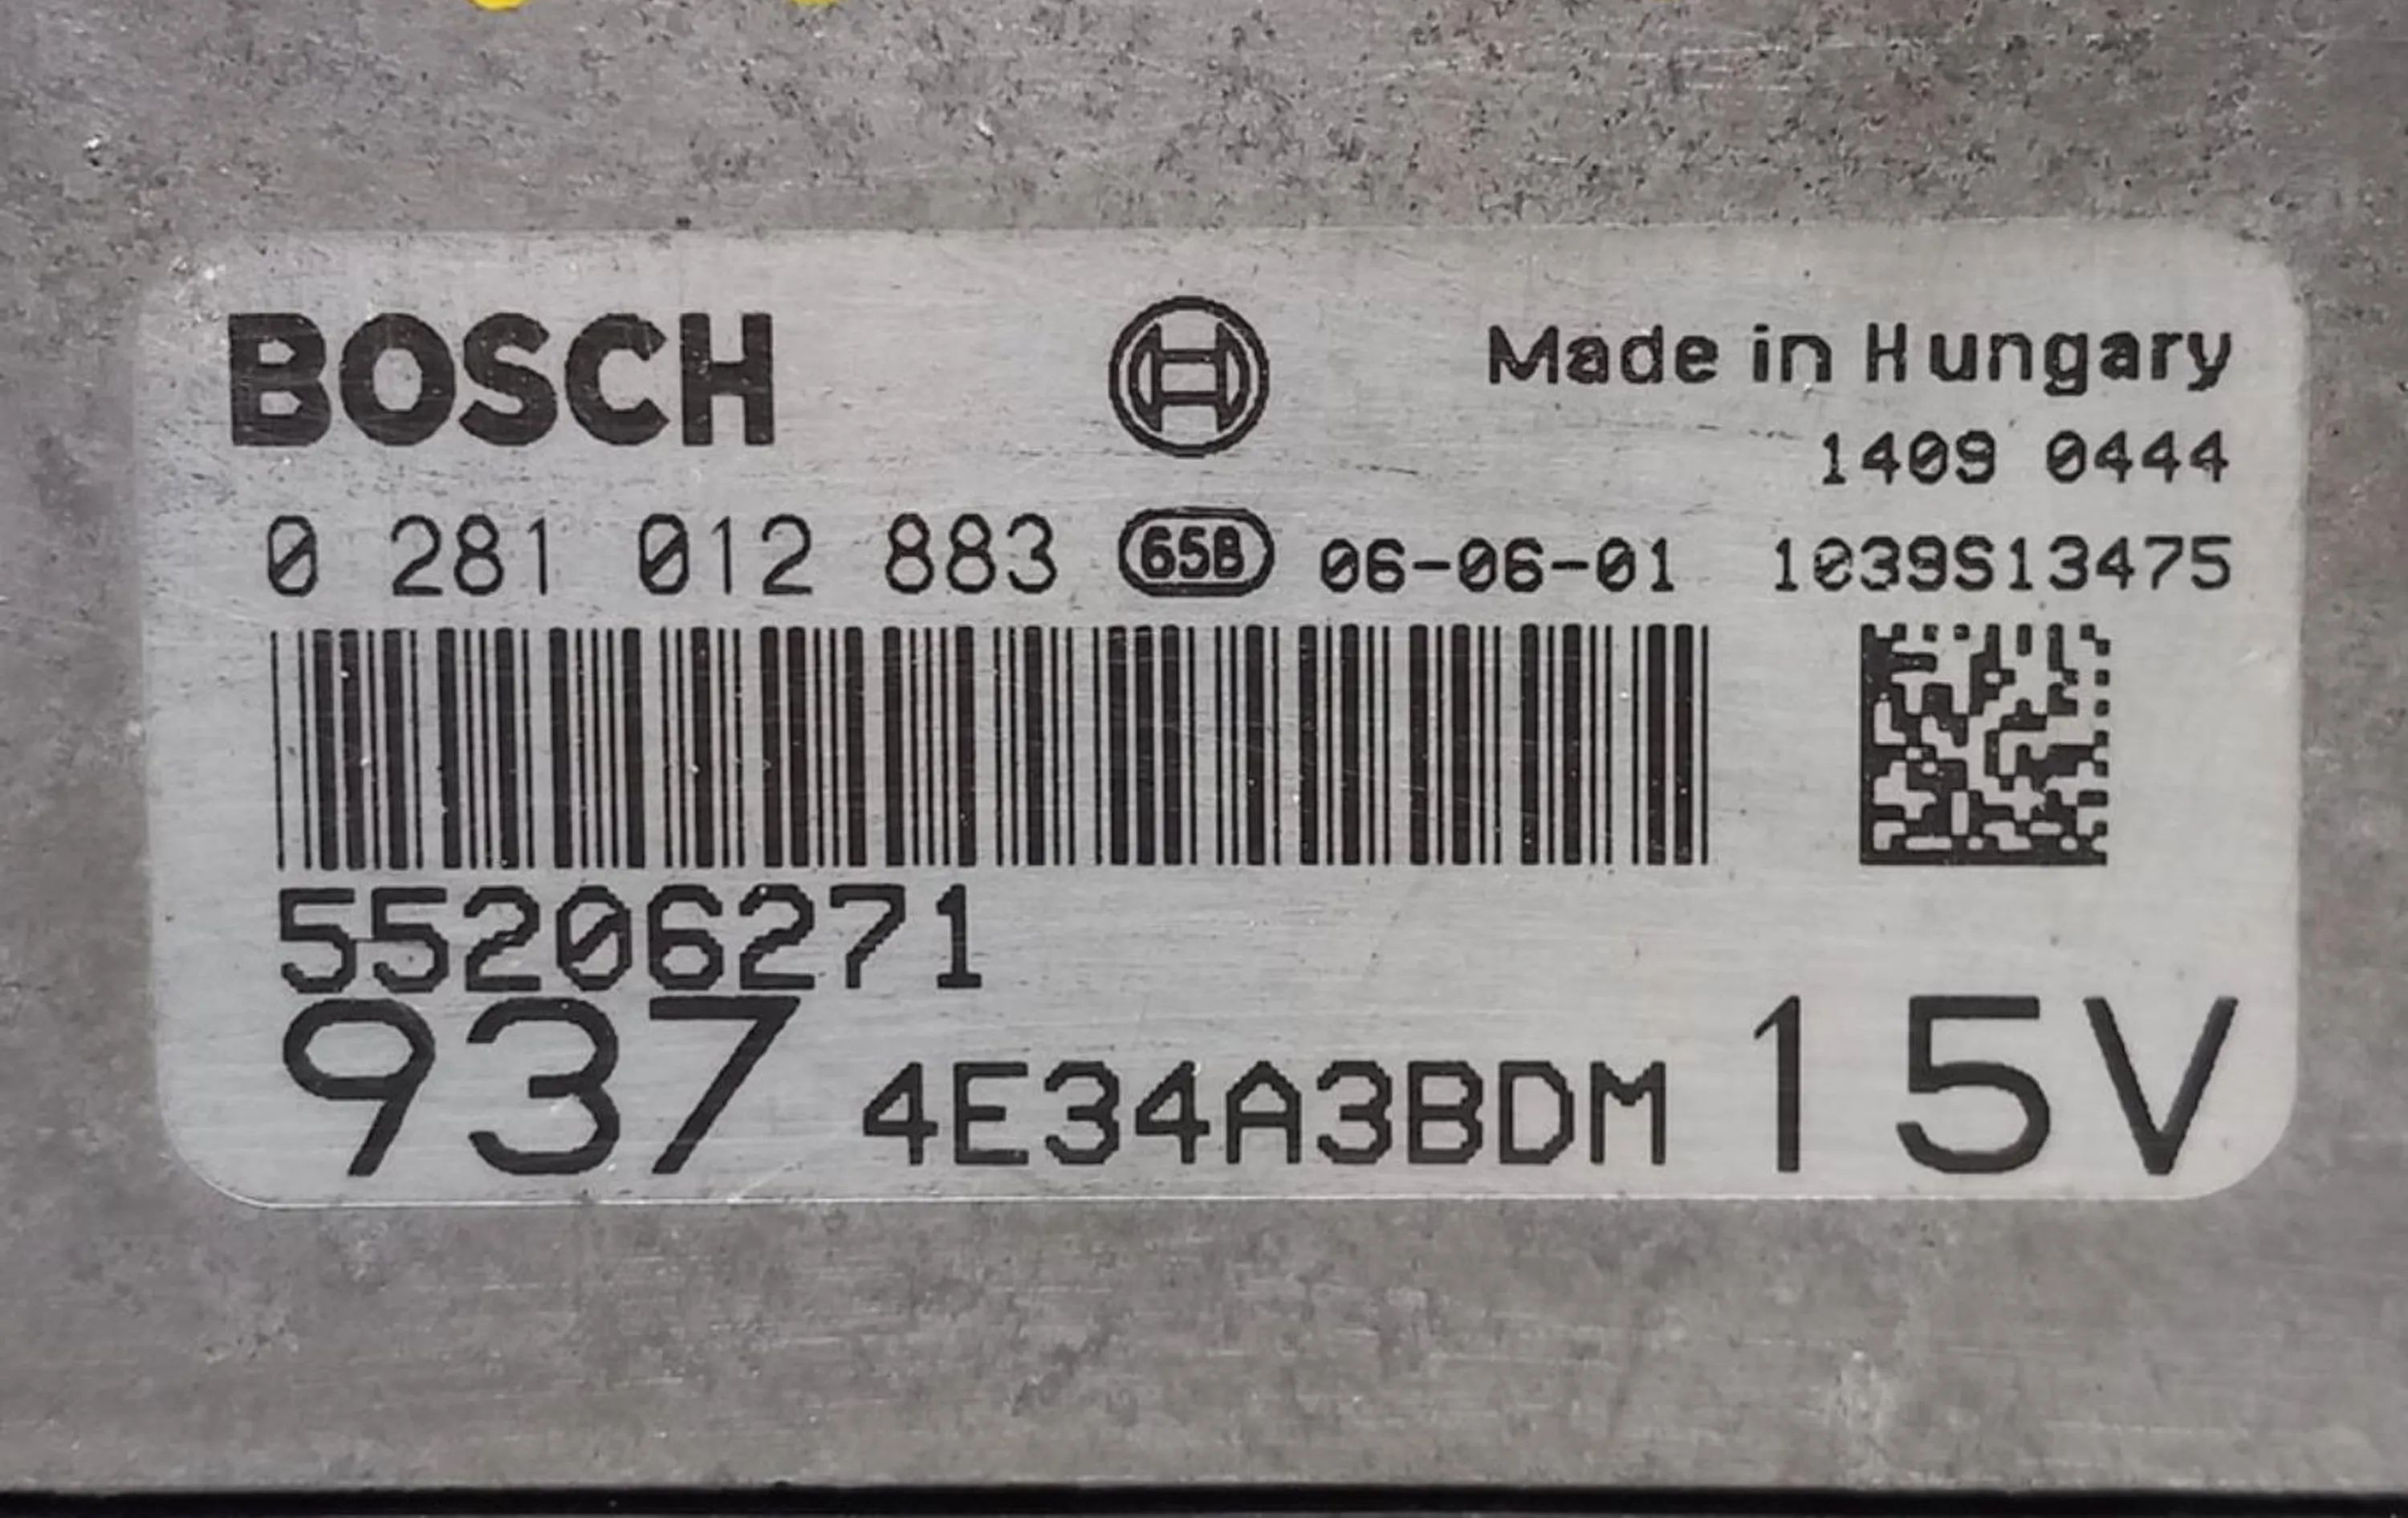 BOSCH
Made in Hungary
1409 0444
0 281 012 883 65B 06-06-01 1039S13475
55206271
937 4E34A3BDM 15V